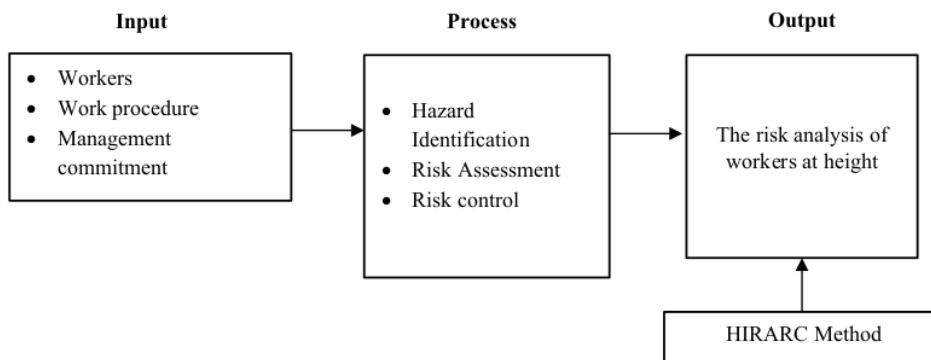 Input
Process
Output
• Workers
• Work procedure
• Management
commitment
• Hazard
Identification
• Risk Assessment
• Risk control
The risk analysis of
workers at height
HIRARC Method